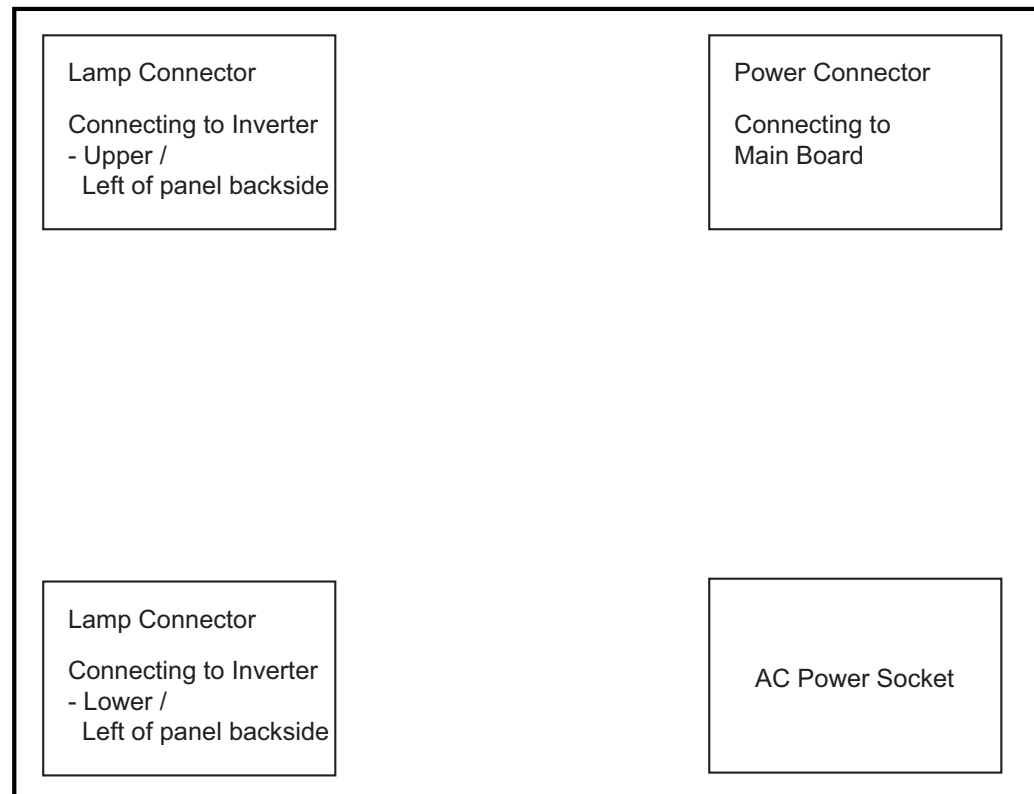 Lamp Connector
Connecting to Inverter
- Upper /
Left of panel backside
Power Connector
Connecting to
Main Board
Lamp Connector
Connecting to Inverter
- Lower /
Left of panel backside
AC Power Socket